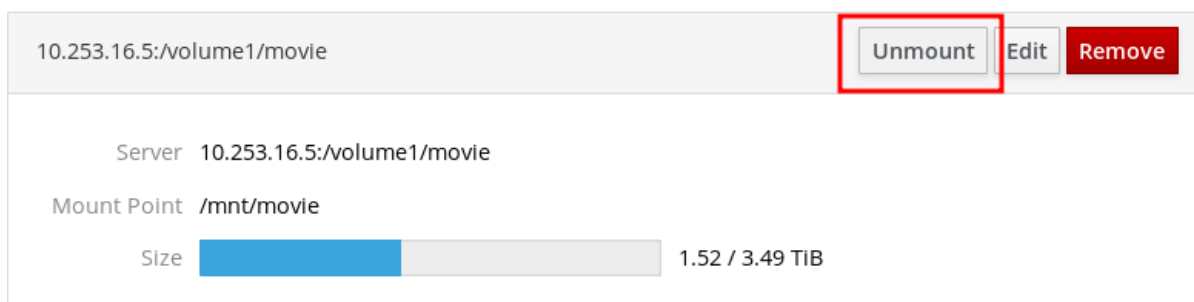 10.253.16.5:/volume1/movie Unmount Edit Remove
Server 10.253.16.5:/volume1/movie
Mount Point /mnt/movie
Size 1.52 / 3.49 TiB